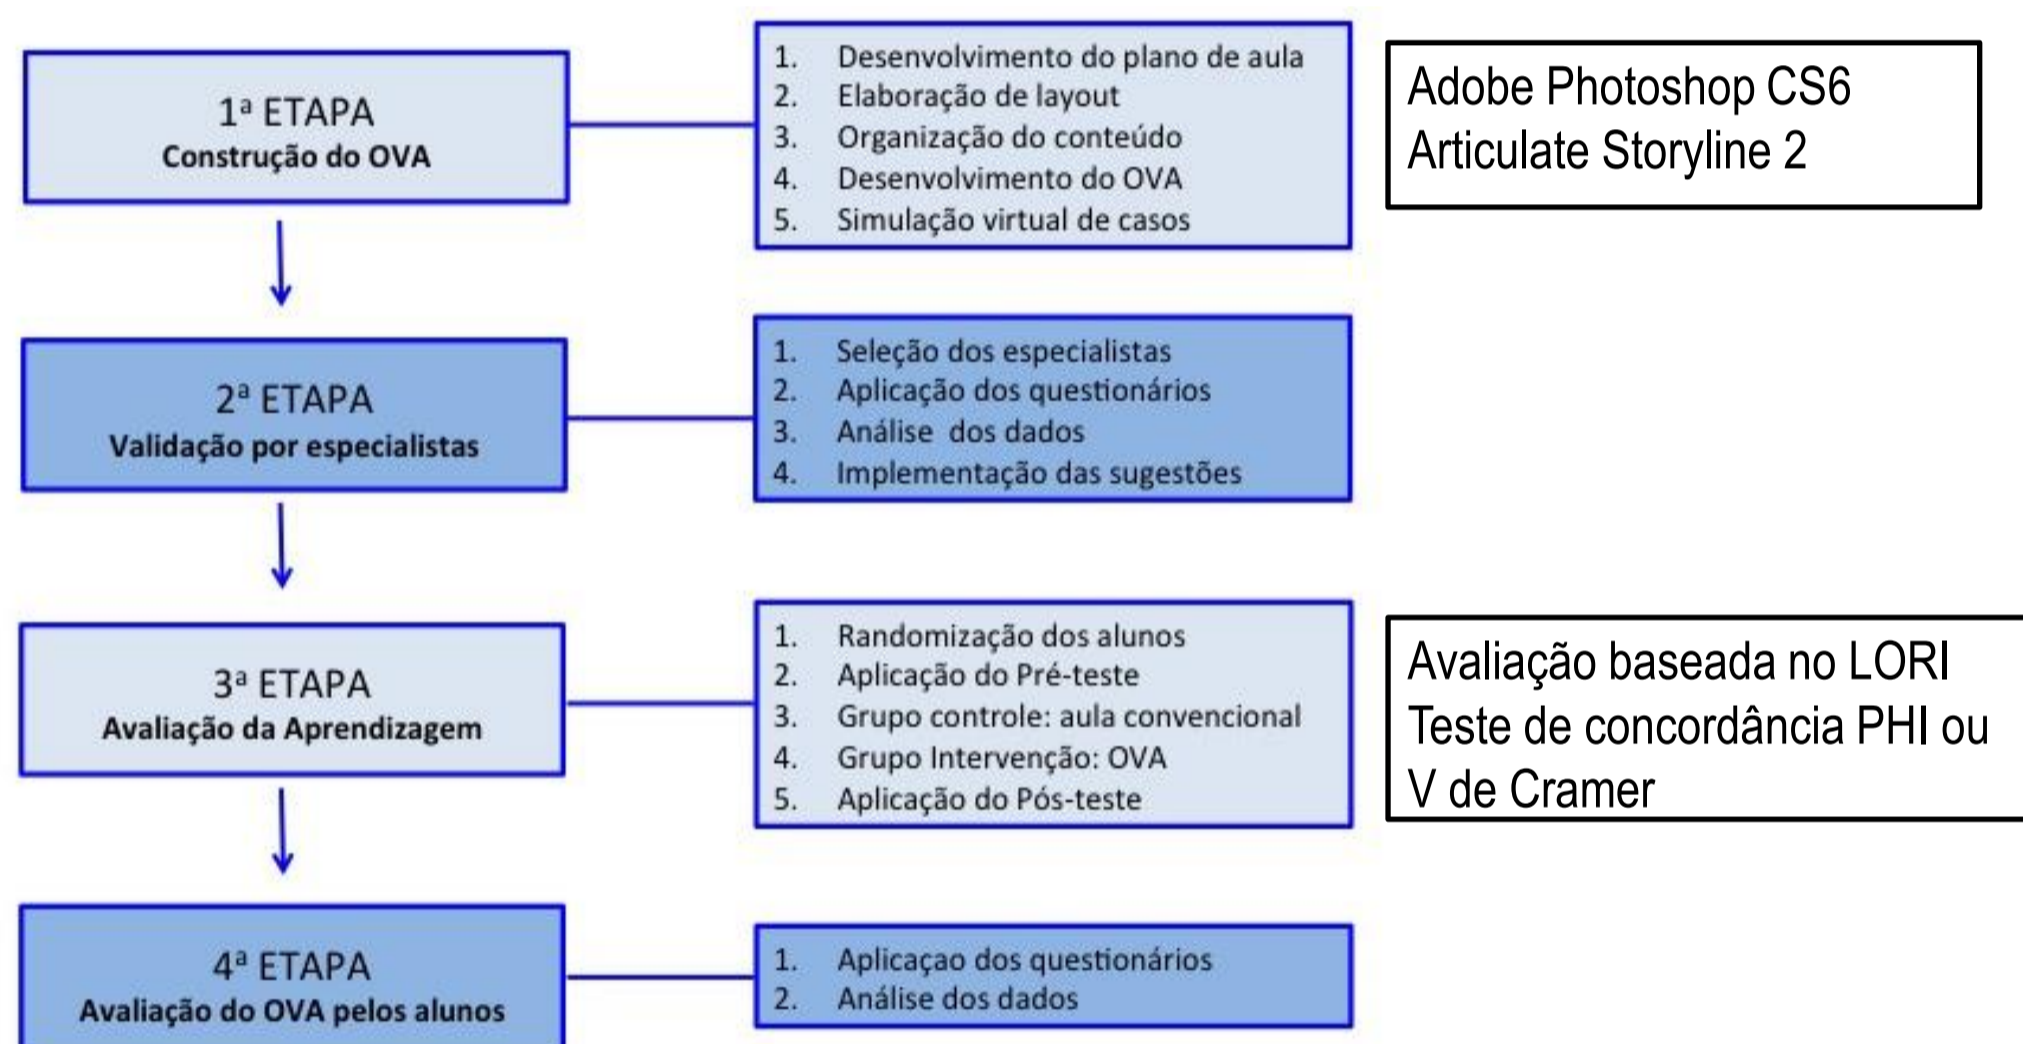 1ª ETAPA
Construção do OVA
1. Desenvolvimento do plano de aula
2. Elaboração de layout
3. Organização do conteúdo
4. Desenvolvimento do OVA
5. Simulação virtual de casos
Adobe Photoshop CS6
Articulate Storyline 2
2ª ETAPA
Validação por especialistas
1. Seleção dos especialistas
2. Aplicação dos questionários
3. Análise dos dados
4. Implementação das sugestões
3ª ETAPA
Avaliação da Aprendizagem
1. Randomização dos alunos
2. Aplicação do Pré-teste
3. Grupo controle: aula convencional
4. Grupo Intervenção: OVA
5. Aplicação do Pós-teste
Avaliação baseada no LORI
Teste de concordância PHI ou
V de Cramer
4ª ETAPA
Avaliação do OVA pelos alunos
1. Aplicaçao dos questionários
2. Análise dos dados